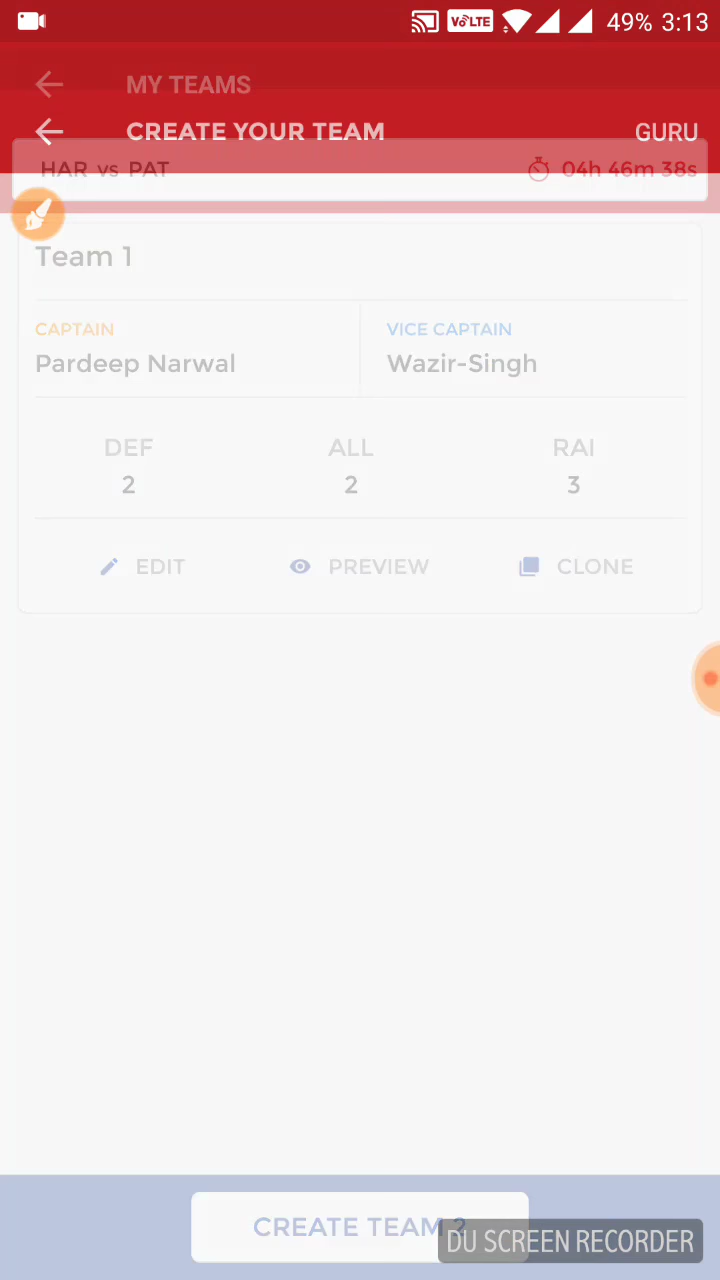 VoLTE 49% 3:13
MY TEAMS
CREATE YOUR TEAM GURU
HAR vs PAT 04h 46m 38s
Team 1
CAPTAIN VICE CAPTAIN
Pardeep Narwal Wazir-Singh
DEF ALL RAI
2 2 3
EDIT PREVIEW CLONE
CREATE TEAM 2
DU SCREEN RECORDER